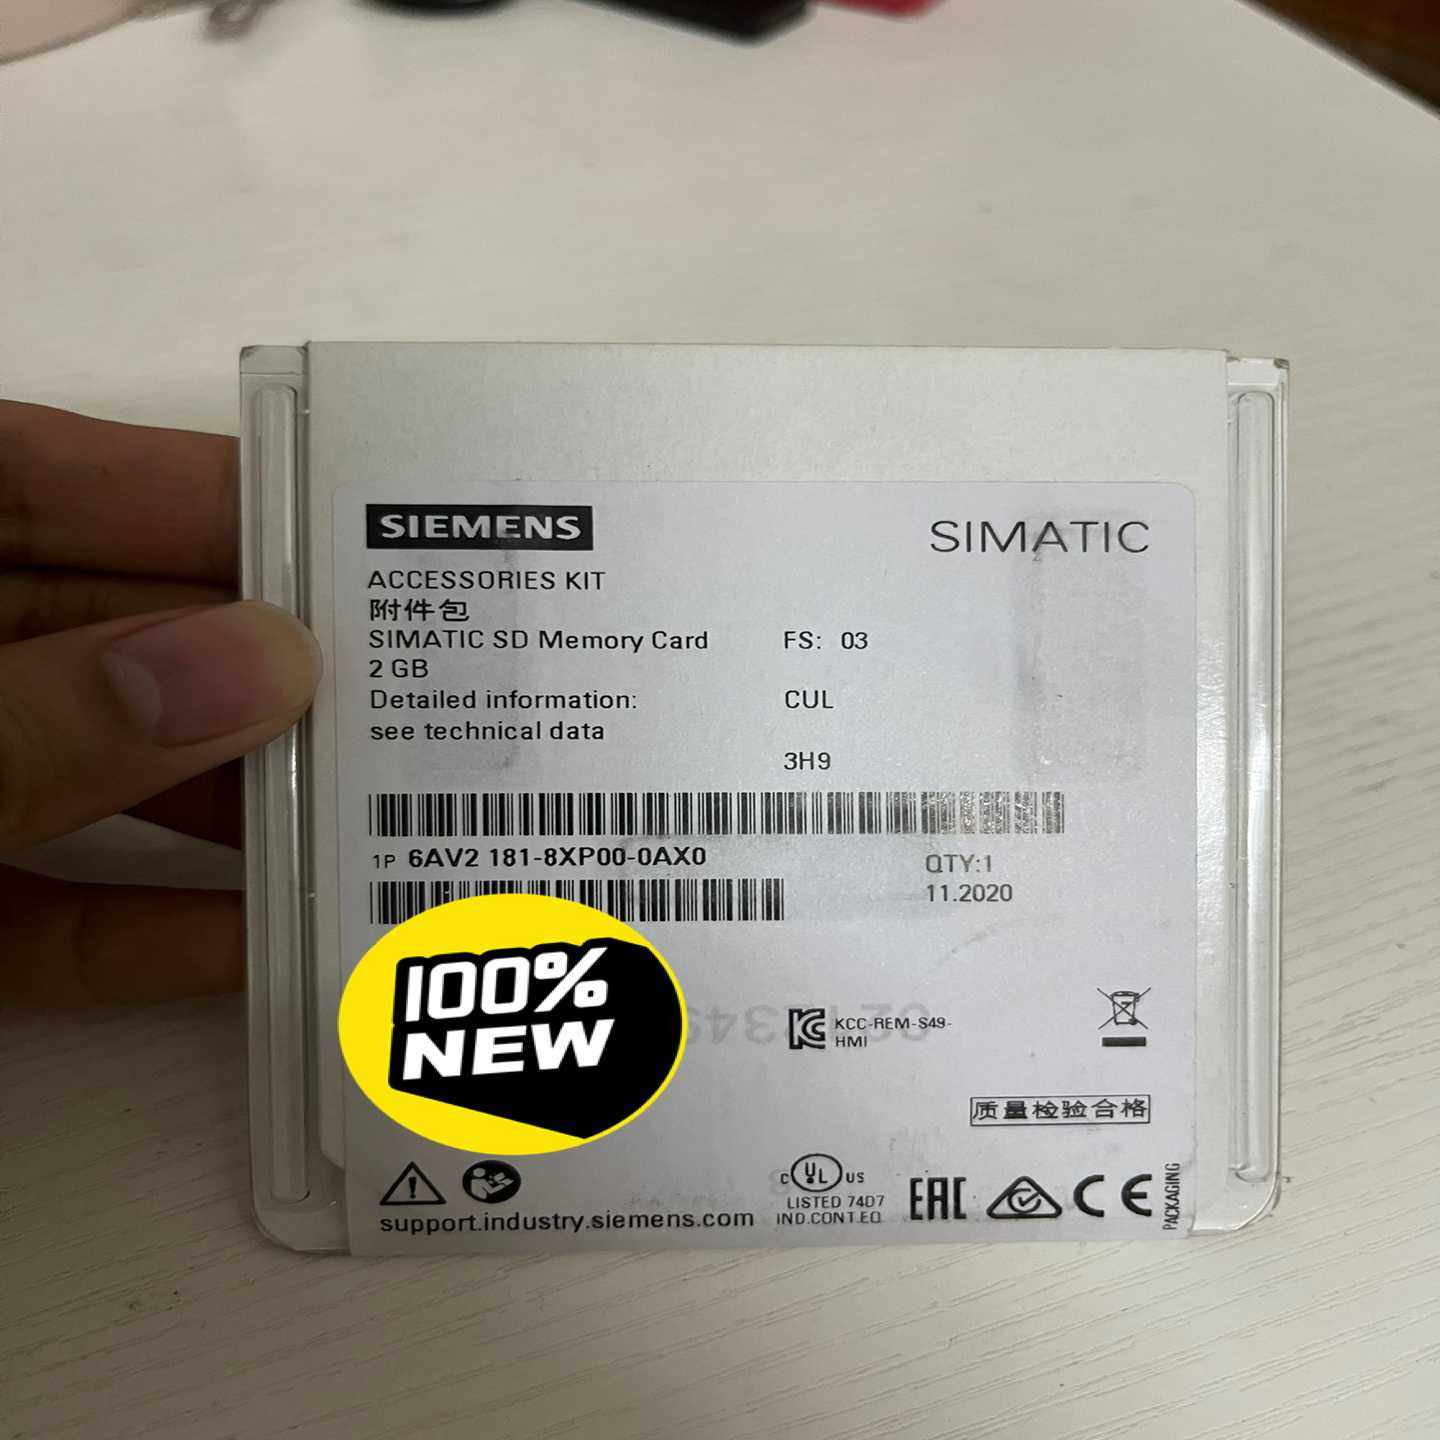 SIEMENS
SIMATIC
ACCESSORIES KIT
附件包
SIMATIC SD Memory Card FS: 03
2 GB
Detailed information: CUL
see technical data
3H9
1P 6AV2 181-8XP00-0AX0 QTY:1
11.2020
100%
NEW
KCC-REM-S49-
HMI
质量检验合格
C UL US
LISTED 74D7
IND.CONT.EQ
EAC
CE
PACKAGING
support.industry.siemens.com